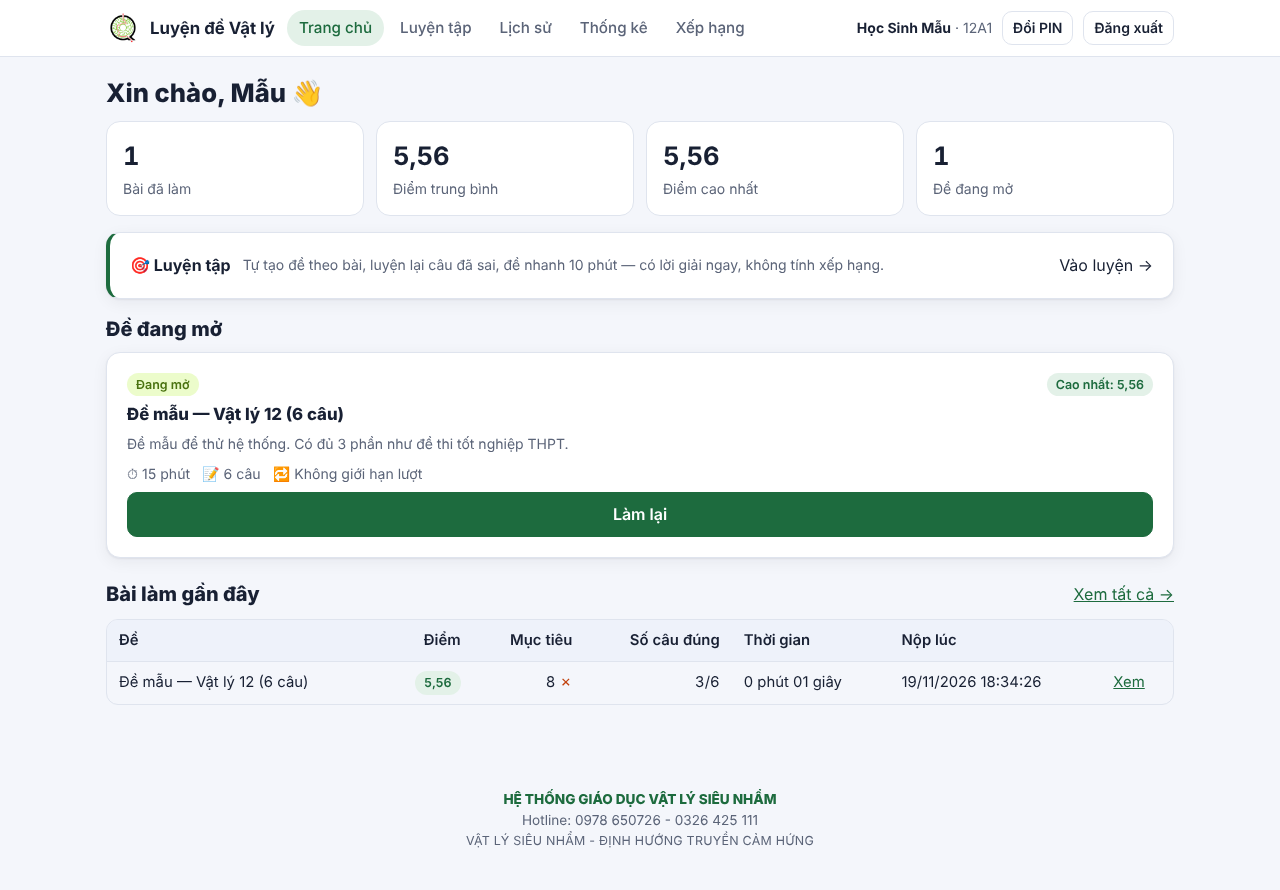 Luyện đề Vật lý Trang chủ Luyện tập Lịch sử Thống kê Xếp hạng Học Sinh Mẫu · 12A1 Đổi PIN Đăng xuất
Xin chào, Mẫu 👋
1 5,56 5,56 1
Bài đã làm Điểm trung bình Điểm cao nhất Đề đang mở
🎯 Luyện tập Tự tạo đề theo bài, luyện lại câu đã sai, đề nhanh 10 phút — có lời giải ngay, không tính xếp hạng. Vào luyện →
Đề đang mở
Đang mở Cao nhất: 5,56
Đề mẫu — Vật lý 12 (6 câu)
Đề mẫu để thử hệ thống. Có đủ 3 phần như đề thi tốt nghiệp THPT.
⏱ 15 phút 📝 6 câu 🔁 Không giới hạn lượt
Làm lại
Bài làm gần đây Xem tất cả →
Đề Điểm Mục tiêu Số câu đúng Thời gian Nộp lúc
Đề mẫu — Vật lý 12 (6 câu) 5,56 8 ✕ 3/6 0 phút 01 giây 19/11/2026 18:34:26 Xem
HỆ THỐNG GIÁO DỤC VẬT LÝ SIÊU NHẦM
Hotline: 0978 650726 - 0326 425 111
VẬT LÝ SIÊU NHẦM - ĐỊNH HƯỚNG TRUYỀN CẢM HỨNG